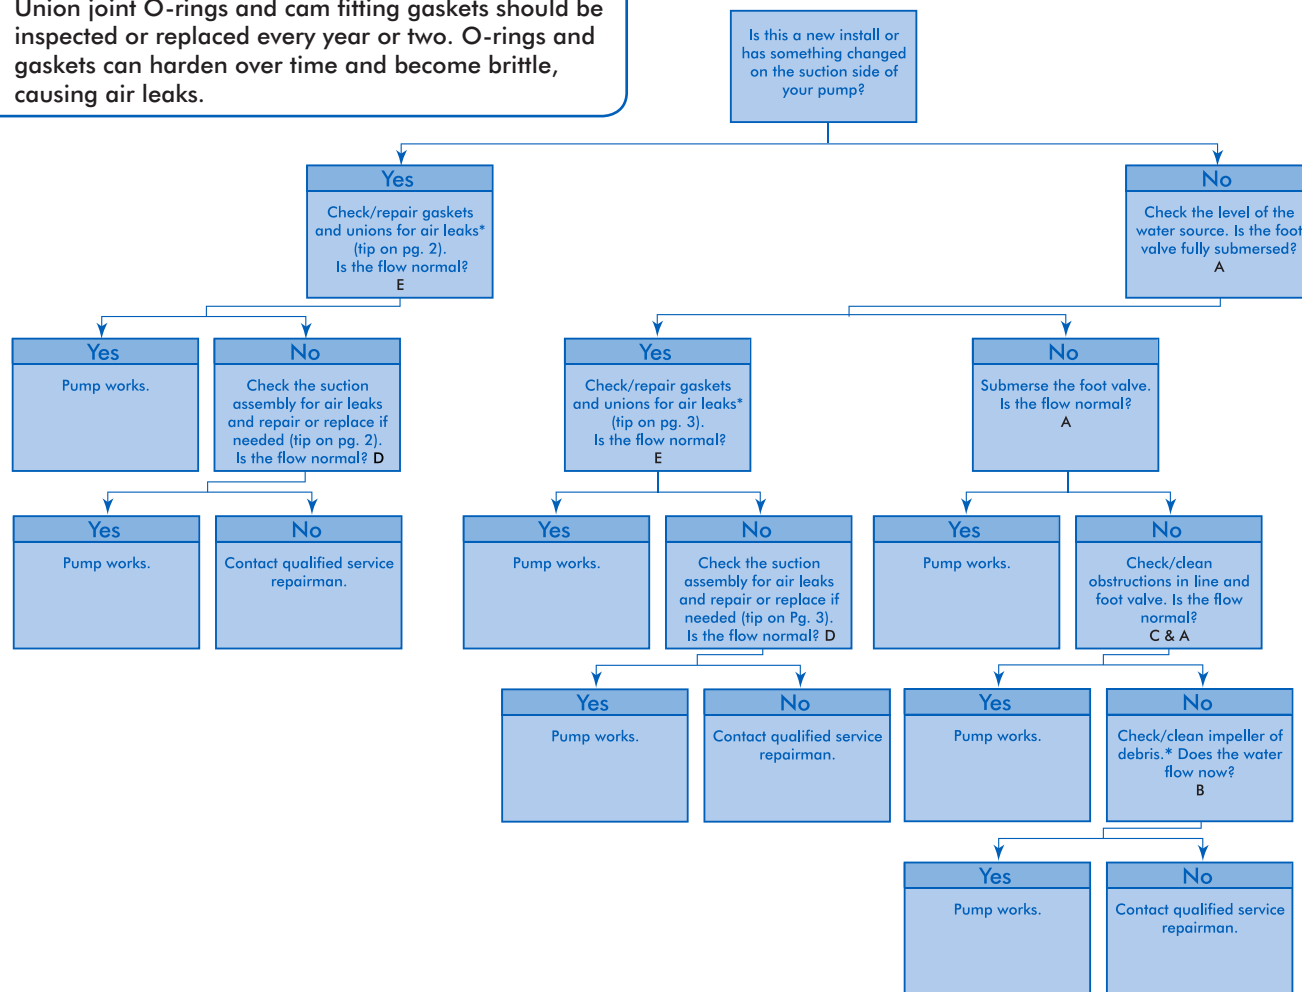 Union joint O-rings and cam fitting gaskets should be
inspected or replaced every year or two. O-rings and
gaskets can harden over time and become brittle,
causing air leaks.
Is this a new install or
has something changed
on the suction side of
your pump?
Yes
Check/repair gaskets
and unions for air leaks*
(tip on pg. 2).
Is the flow normal?
E
No
Check the level of the
water source. Is the foot
valve fully submersed?
A
Yes
Pump works.
No
Check the suction
assembly for air leaks
and repair or replace if
needed (tip on pg. 2).
Is the flow normal? D
Yes
Check/repair gaskets
and unions for air leaks*
(tip on pg. 3).
Is the flow normal?
E
No
Submerse the foot valve.
Is the flow normal?
A
Yes
Pump works.
No
Contact qualified service
repairman.
Yes
Pump works.
No
Check the suction
assembly for air leaks
and repair or replace if
needed (tip on Pg. 3).
Is the flow normal? D
Yes
Pump works.
No
Check/clean
obstructions in line and
foot valve. Is the flow
normal?
C & A
Yes
Pump works.
No
Contact qualified service
repairman.
Yes
Pump works.
No
Check/clean impeller of
debris.* Does the water
flow now?
B
Yes
Pump works.
No
Contact qualified service
repairman.